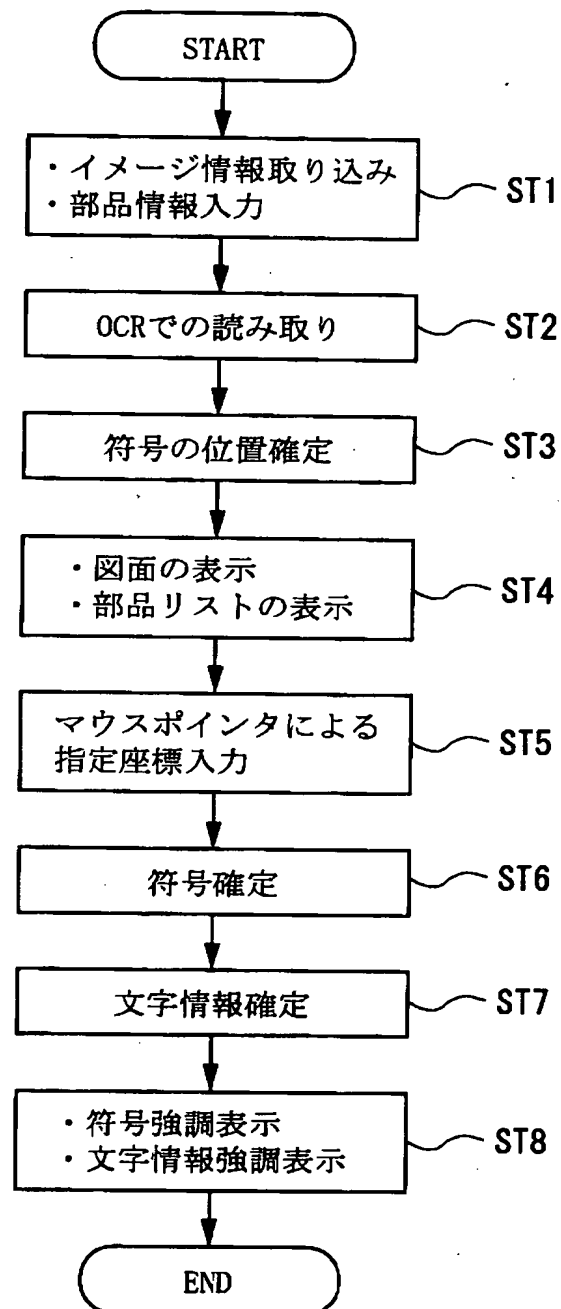 START
・イメージ情報取り込み
・部品情報入力
ST1
OCRでの読み取り
ST2
符号の位置確定
ST3
・図面の表示
・部品リストの表示
ST4
マウスポインタによる
指定座標入力
ST5
符号確定
ST6
文字情報確定
ST7
・符号強調表示
・文字情報強調表示
ST8
END